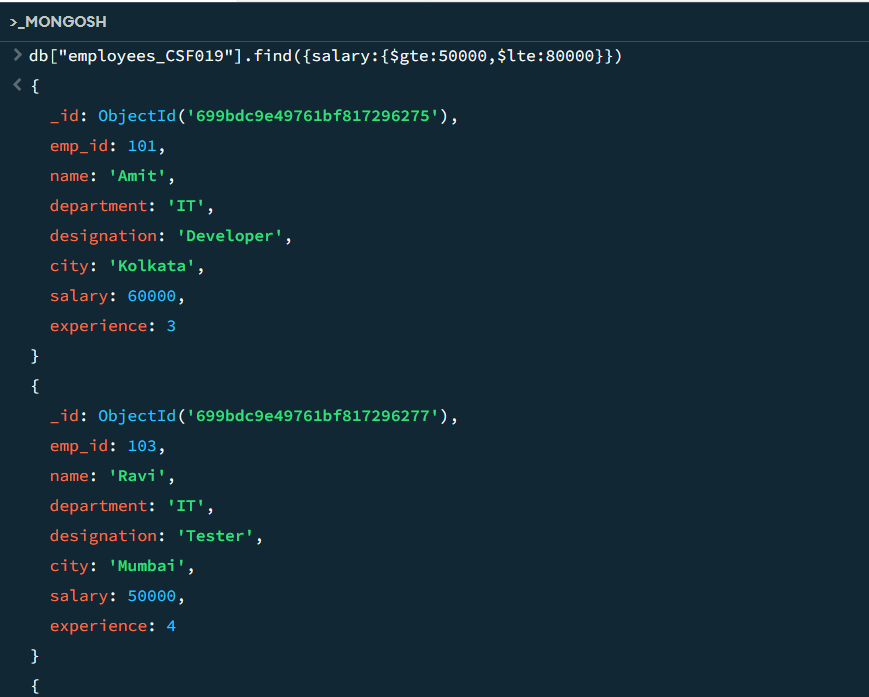 >_MONGOSH
> db["employees_CSF019"].find({salary:{$gte:50000,$lte:80000}})
< {
_id: ObjectId('699bdc9e49761bf817296275'),
emp_id: 101,
name: 'Amit',
department: 'IT',
designation: 'Developer',
city: 'Kolkata',
salary: 60000,
experience: 3
}
{
_id: ObjectId('699bdc9e49761bf817296277'),
emp_id: 103,
name: 'Ravi',
department: 'IT',
designation: 'Tester',
city: 'Mumbai',
salary: 50000,
experience: 4
}
{